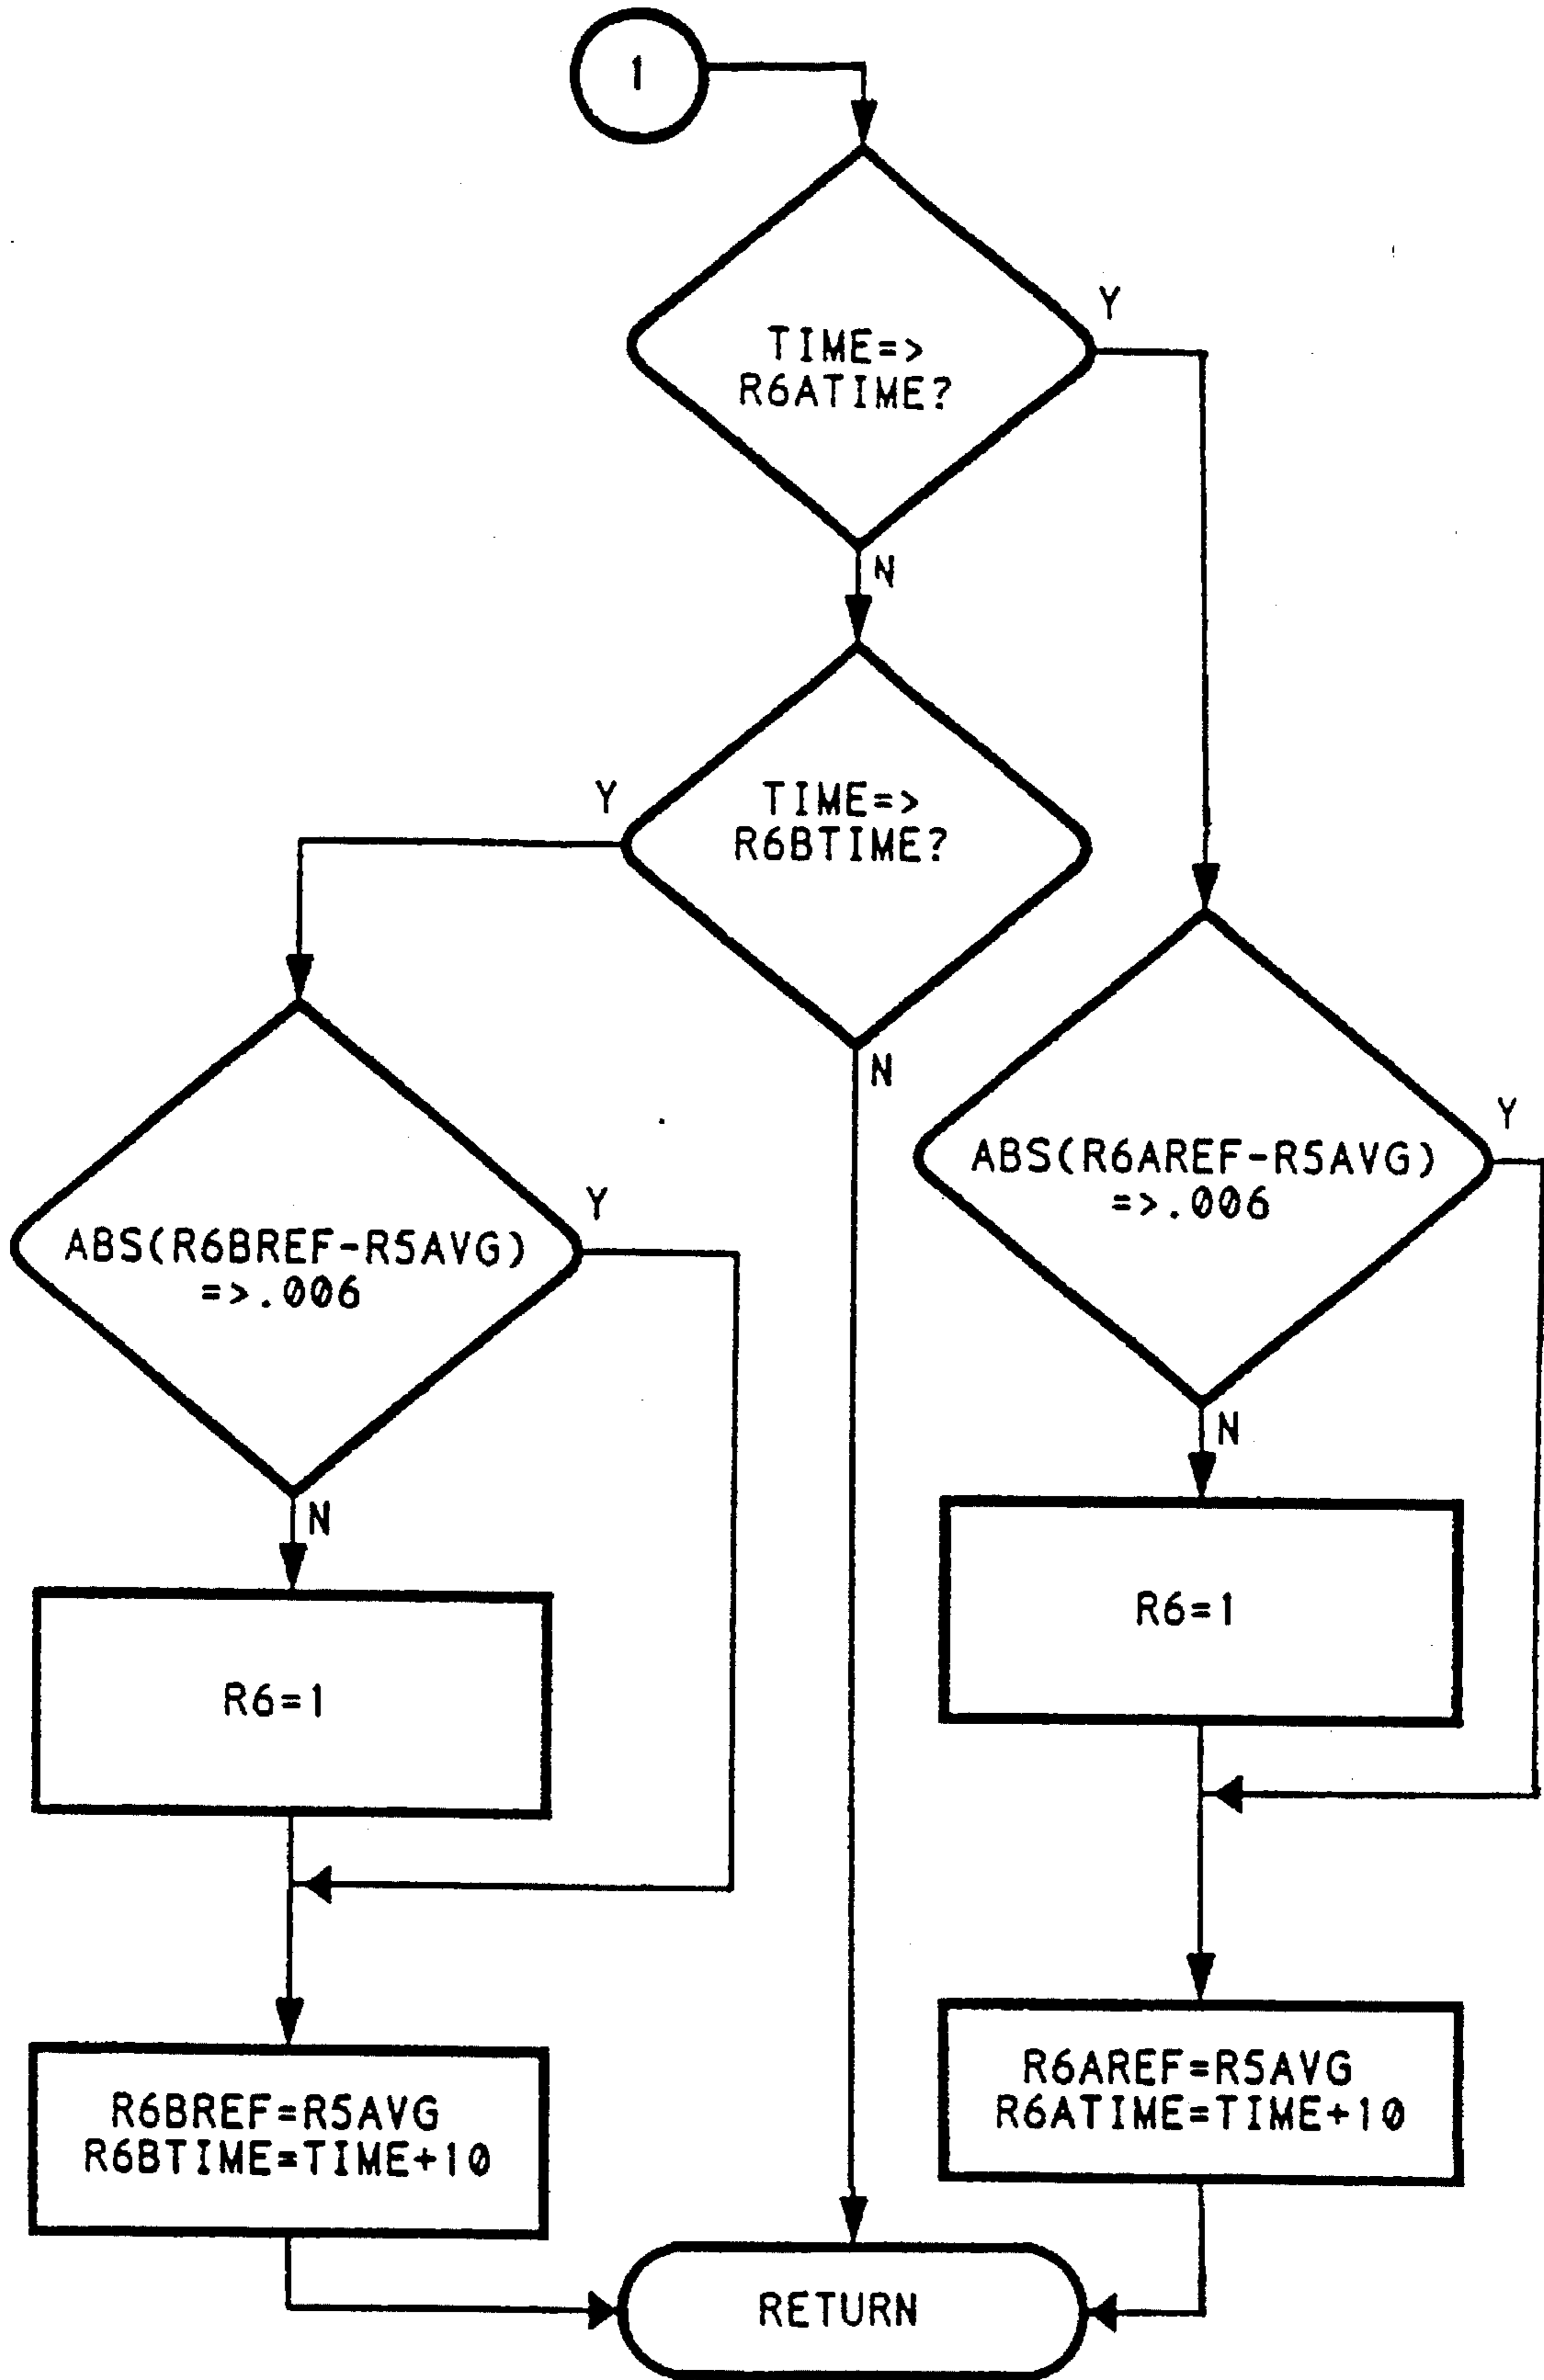 1
Y
TIME=>
R6ATIME?
N
Y
TIME=>
R6BTIME?
N
Y
ABS(R6AREF-R5AVG)
=>.006
N
Y
ABS(R6BREF-R5AVG)
=>.006
N
R6=1
R6=1
R6AREF=R5AVG
R6ATIME=TIME+10
R6BREF=R5AVG
R6BTIME=TIME+10
RETURN